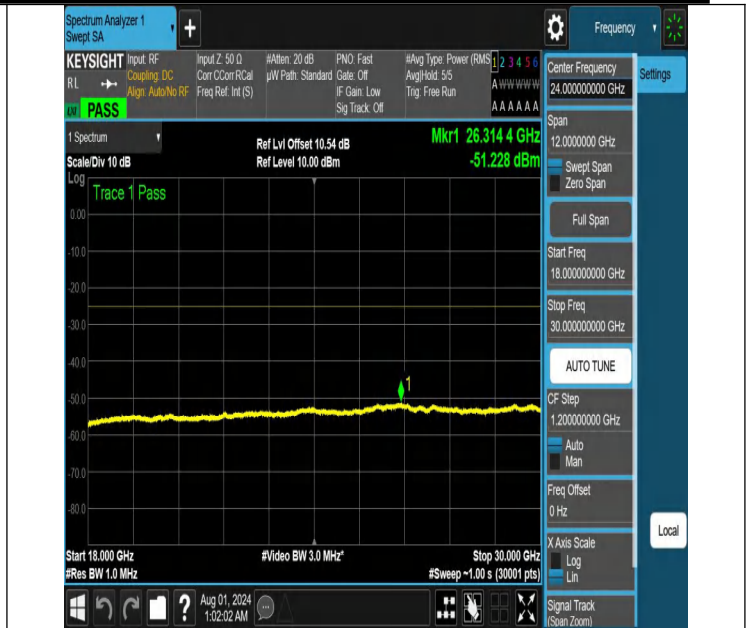 Spectrum Analyzer 1
Swept SA
Frequency
KEYSIGHT
RL
PASS
Input: RF
Coupling: DC
Align: Auto/No RF
Input Z: 50 Ω
Corr CCorr RCal
Freq Ref: Int (S)
#Atten: 20 dB
µW Path: Standard
PNO: Fast
Gate: Off
IF Gain: Low
Sig Track: Off
#Avg Type: Power (RMS
Avg|Hold: 5/5
Trig: Free Run
1 2 3 4 5 6
A W W W W W
A A A A A A
1 Spectrum
Scale/Div 10 dB
Ref Lvl Offset 10.54 dB
Ref Level 10.00 dBm
Mkr1 26.314 4 GHz
-51.228 dBm
Log
Trace 1 Pass
0.00
-10.0
-20.0
-30.0
-40.0
-50.0
-60.0
-70.0
-80.0
1
Start 18.000 GHz
#Res BW 1.0 MHz
#Video BW 3.0 MHz*
Stop 30.000 GHz
#Sweep ~1.00 s (30001 pts)
Aug 01, 2024
1:02:02 AM
Center Frequency
24.000000000 GHz
Settings
Span
12.0000000 GHz
Swept Span
Zero Span
Full Span
Start Freq
18.000000000 GHz
Stop Freq
30.000000000 GHz
AUTO TUNE
CF Step
1.200000000 GHz
Auto
Man
Freq Offset
0 Hz
X Axis Scale
Log
Lin
Local
Signal Track
(Span Zoom)